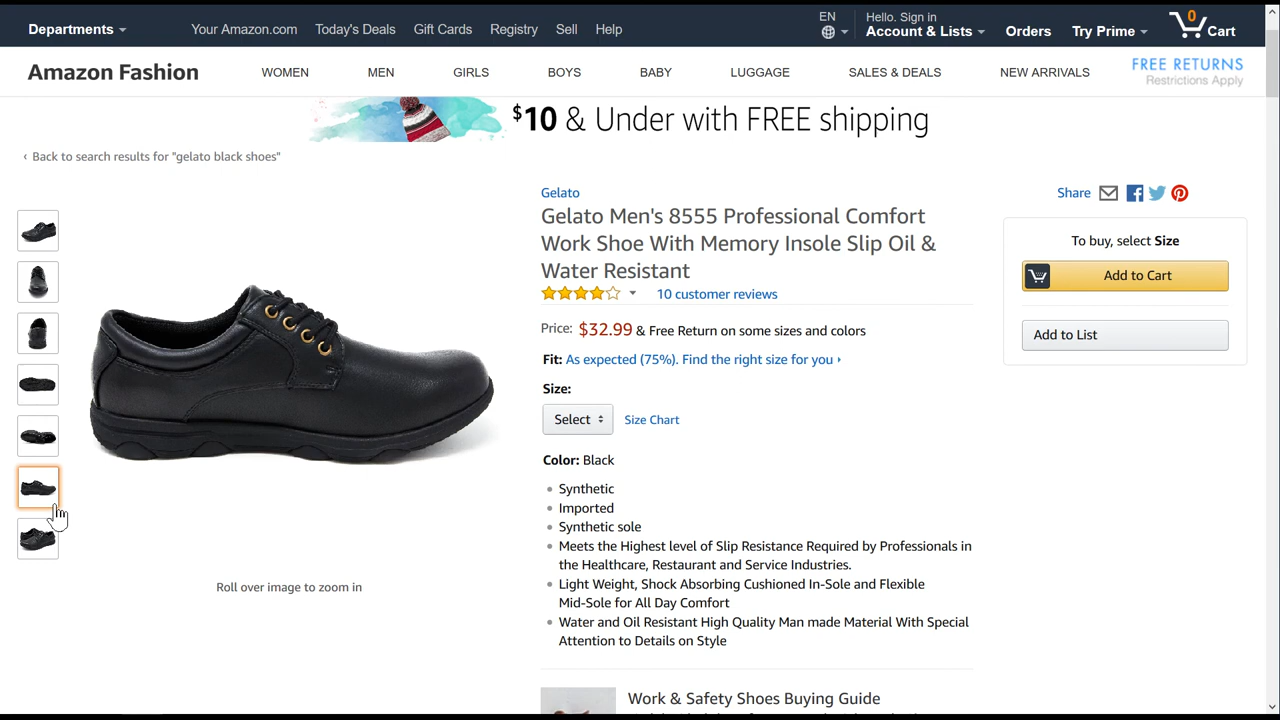 Departments
Your Amazon.com Today's Deals Gift Cards Registry Sell Help
EN
Hello. Sign in
Account & Lists
Orders
Try Prime
0
Cart
Amazon Fashion
WOMEN MEN GIRLS BOYS BABY LUGGAGE SALES & DEALS NEW ARRIVALS
FREE RETURNS
Restrictions Apply
$10 & Under with FREE shipping
‹ Back to search results for "gelato black shoes"
Gelato
Gelato Men's 8555 Professional Comfort
Work Shoe With Memory Insole Slip Oil &
Water Resistant
10 customer reviews
Price: $32.99 & Free Return on some sizes and colors
Fit: As expected (75%). Find the right size for you ›
Size:
Select
Size Chart
Color: Black
Synthetic
Imported
Synthetic sole
Meets the Highest level of Slip Resistance Required by Professionals in
the Healthcare, Restaurant and Service Industries.
Light Weight, Shock Absorbing Cushioned In-Sole and Flexible
Mid-Sole for All Day Comfort
Water and Oil Resistant High Quality Man made Material With Special
Attention to Details on Style
Work & Safety Shoes Buying Guide
Roll over image to zoom in
Share
To buy, select Size
Add to Cart
Add to List